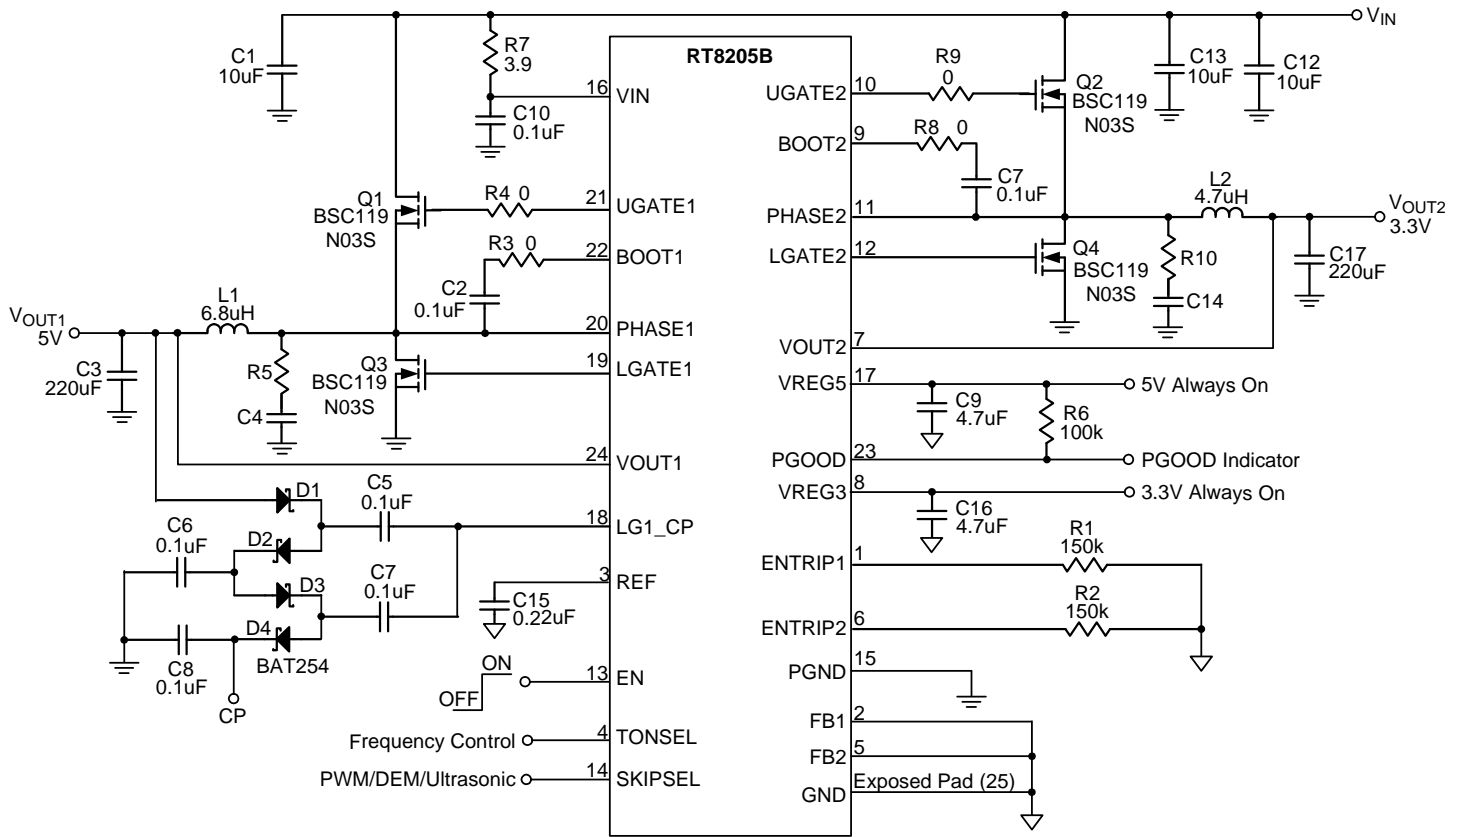 VIN
C1
10uF
R7
3.9
RT8205B
C13
10uF
C12
10uF
16
VIN
C10
0.1uF
R9
0
10
UGATE2
Q2
BSC119
N03S
9
BOOT2
R8 0
C7
0.1uF
Q1
BSC119
N03S
R4 0
21
UGATE1
PHASE2
11
L2
4.7uH
VOUT2
3.3V
R3 0
22
BOOT1
LGATE2
12
Q4
BSC119
N03S
R10
C14
C17
220uF
C2
0.1uF
L1
6.8uH
VOUT1
5V
20
PHASE1
C3
220uF
R5
C4
Q3
BSC119
N03S
19
LGATE1
VOUT2
7
VREG5
17
5V Always On
C9
4.7uF
R6
100k
PGOOD
23
PGOOD Indicator
24
VOUT1
VREG3
8
3.3V Always On
C16
4.7uF
D1
C5
0.1uF
18
LG1_CP
C6
0.1uF
D2
D3
C7
0.1uF
D4
BAT254
C8
0.1uF
CP
3
REF
C15
0.22uF
ENTRIP1
1
R1
150k
ENTRIP2
6
R2
150k
ON
OFF
13
EN
PGND
15
Frequency Control
4
TONSEL
FB1
2
FB2
5
PWM/DEM/Ultrasonic
14
SKIPSEL
GND
Exposed Pad (25)